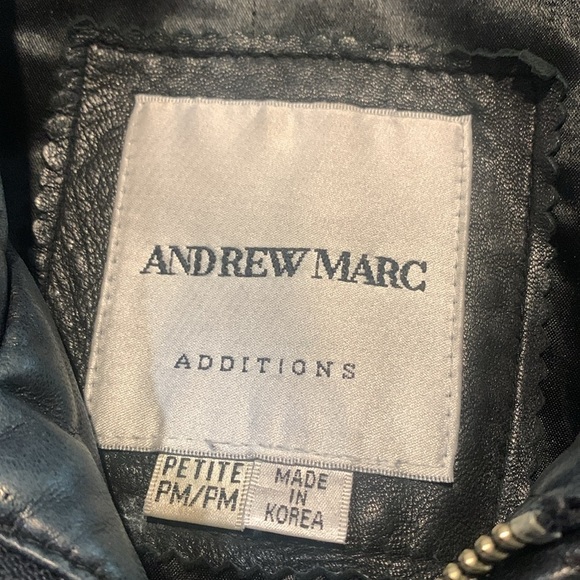 ANDREW MARC
ADDITIONS
PETITE
PM/PM
MADE
IN
KOREA